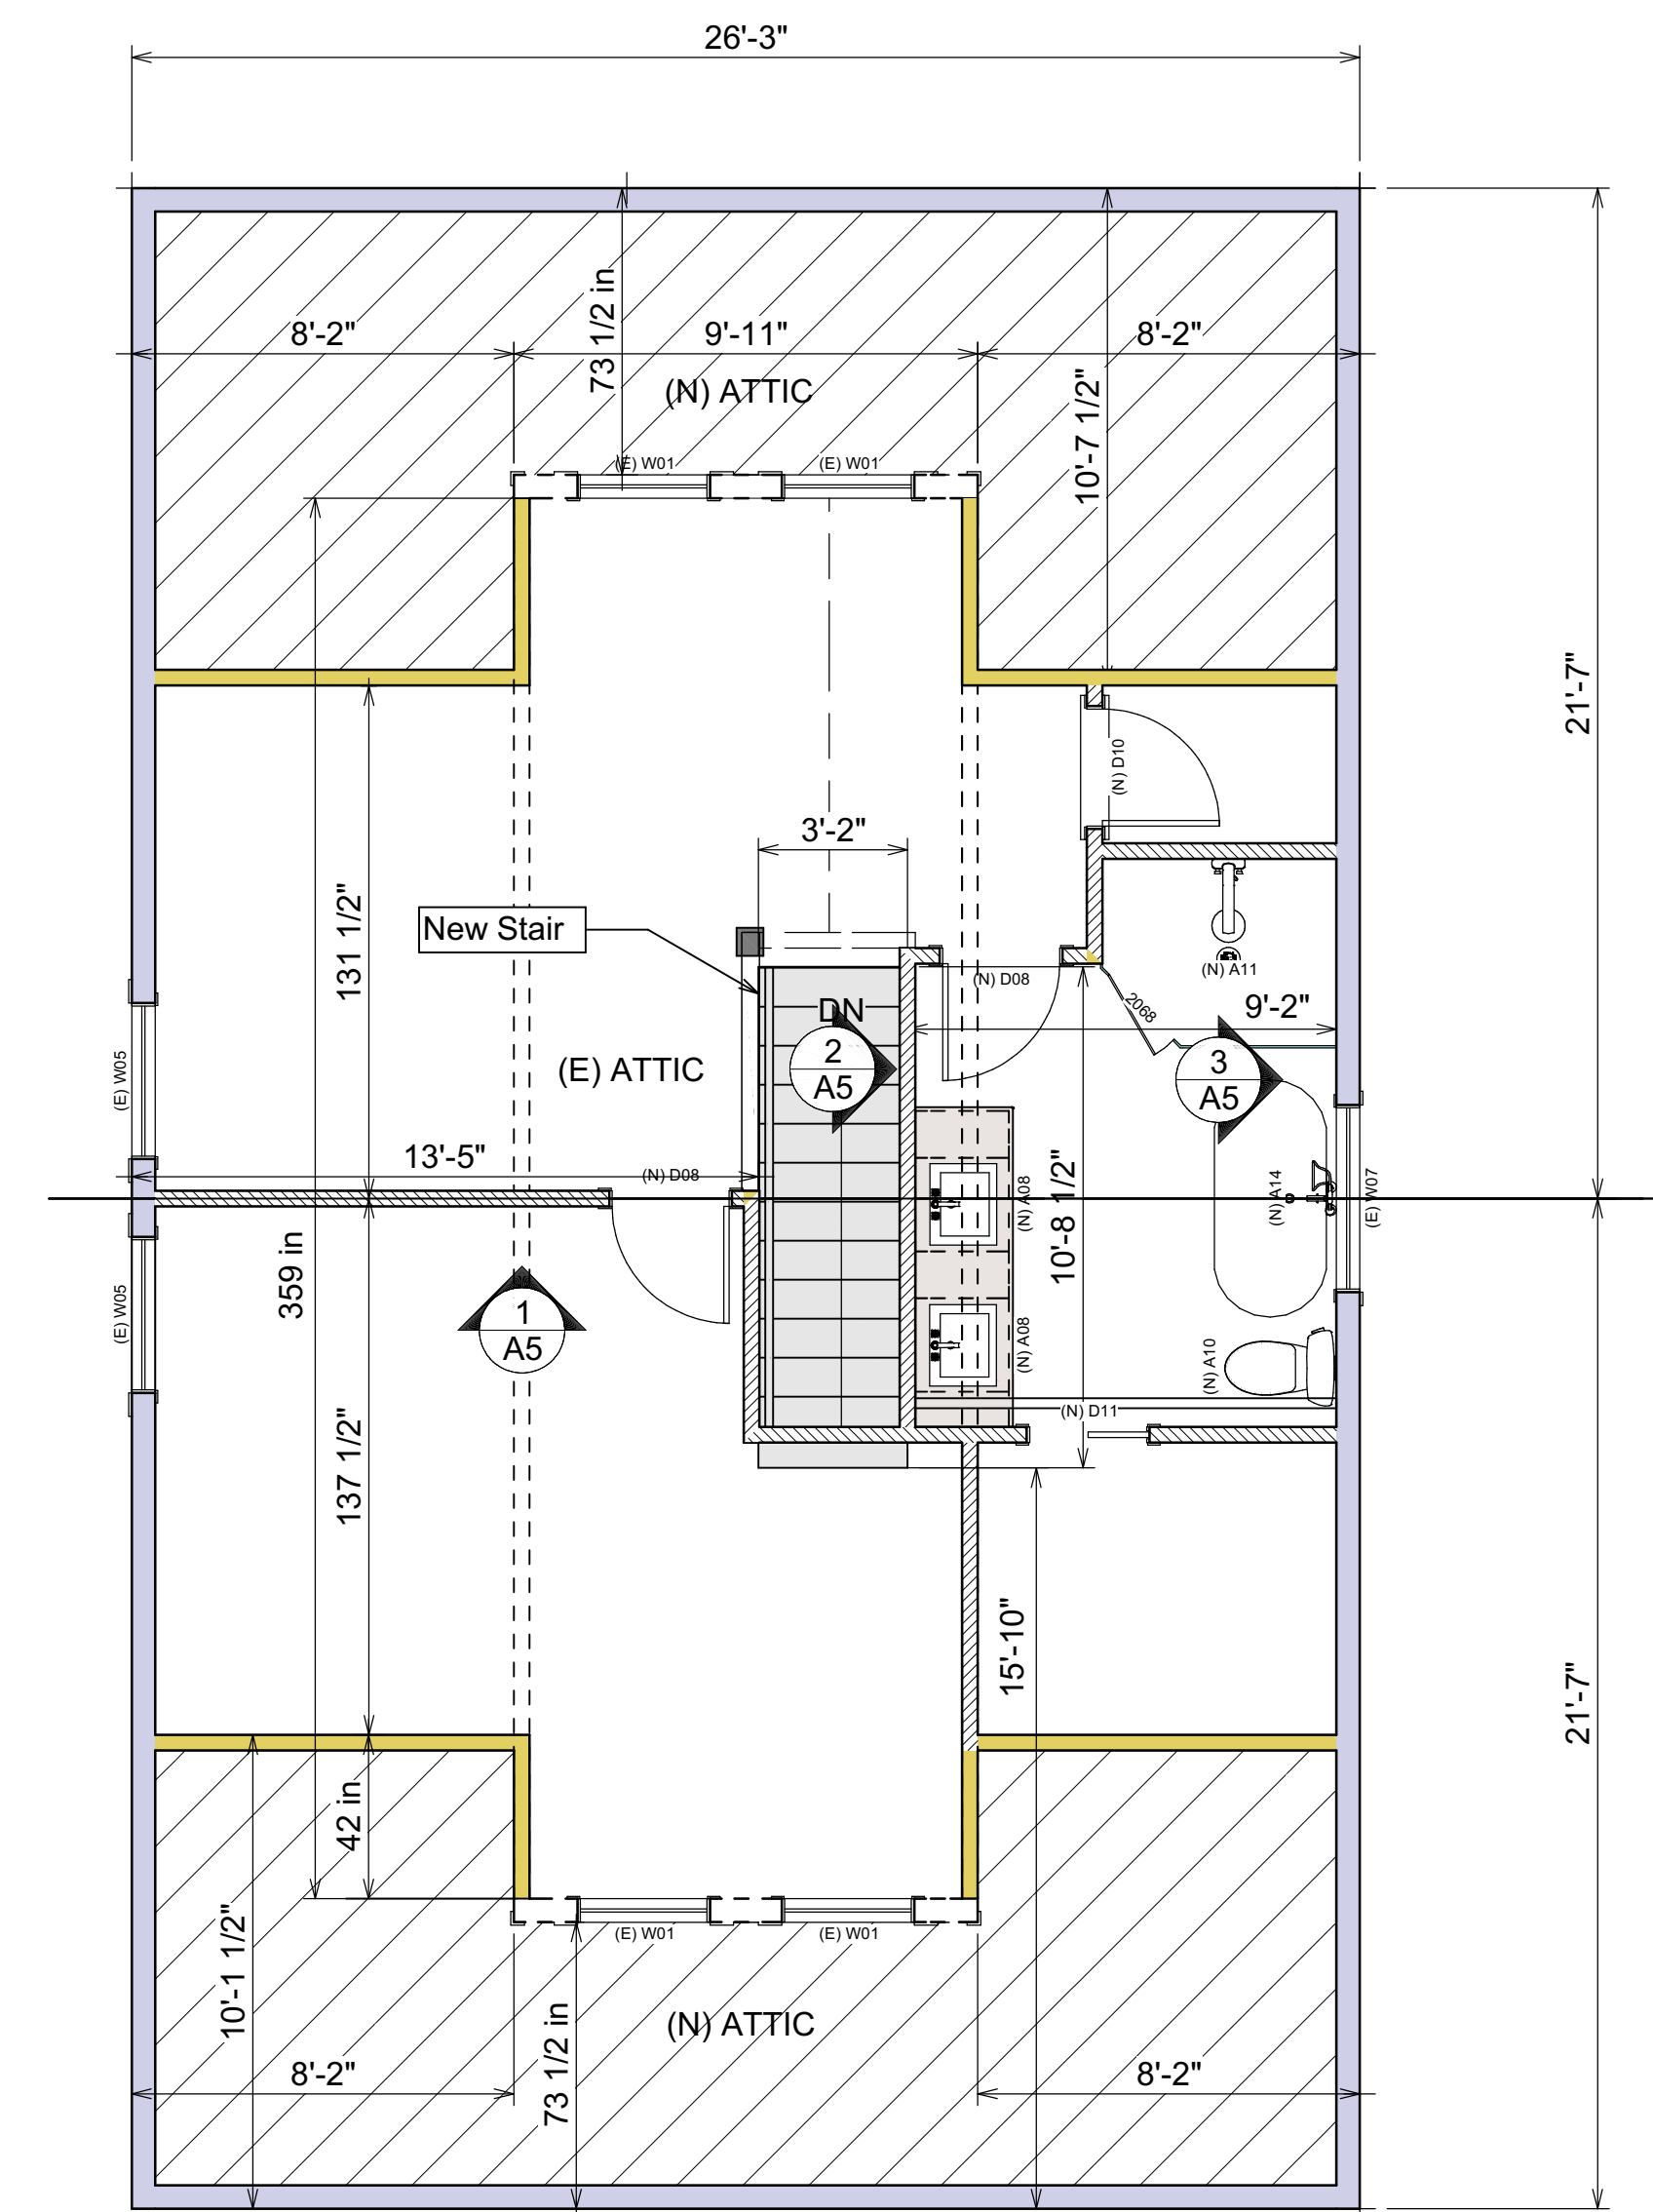 26'-3"
8'-2"
73 1/2 in
9'-11"
8'-2"
(N) ATTIC
10'-7 1/2"
(E) W01
(E) W01
21'-7"
(N) D10
3'-2"
131 1/2"
New Stair
(N) D08
(N) A11
2068
9'-2"
DN
2
A5
3
A5
(E) ATTIC
(E) W05
13'-5"
(N) D08
(N) A08
10'-8 1/2"
(N) A14
(E) W07
359 in
(E) W05
1
A5
(N) A08
(N) A10
137 1/2"
(N) D11
15'-10"
21'-7"
42 in
(E) W01
(E) W01
10'-1 1/2"
73 1/2 in
(N) ATTIC
8'-2"
8'-2"